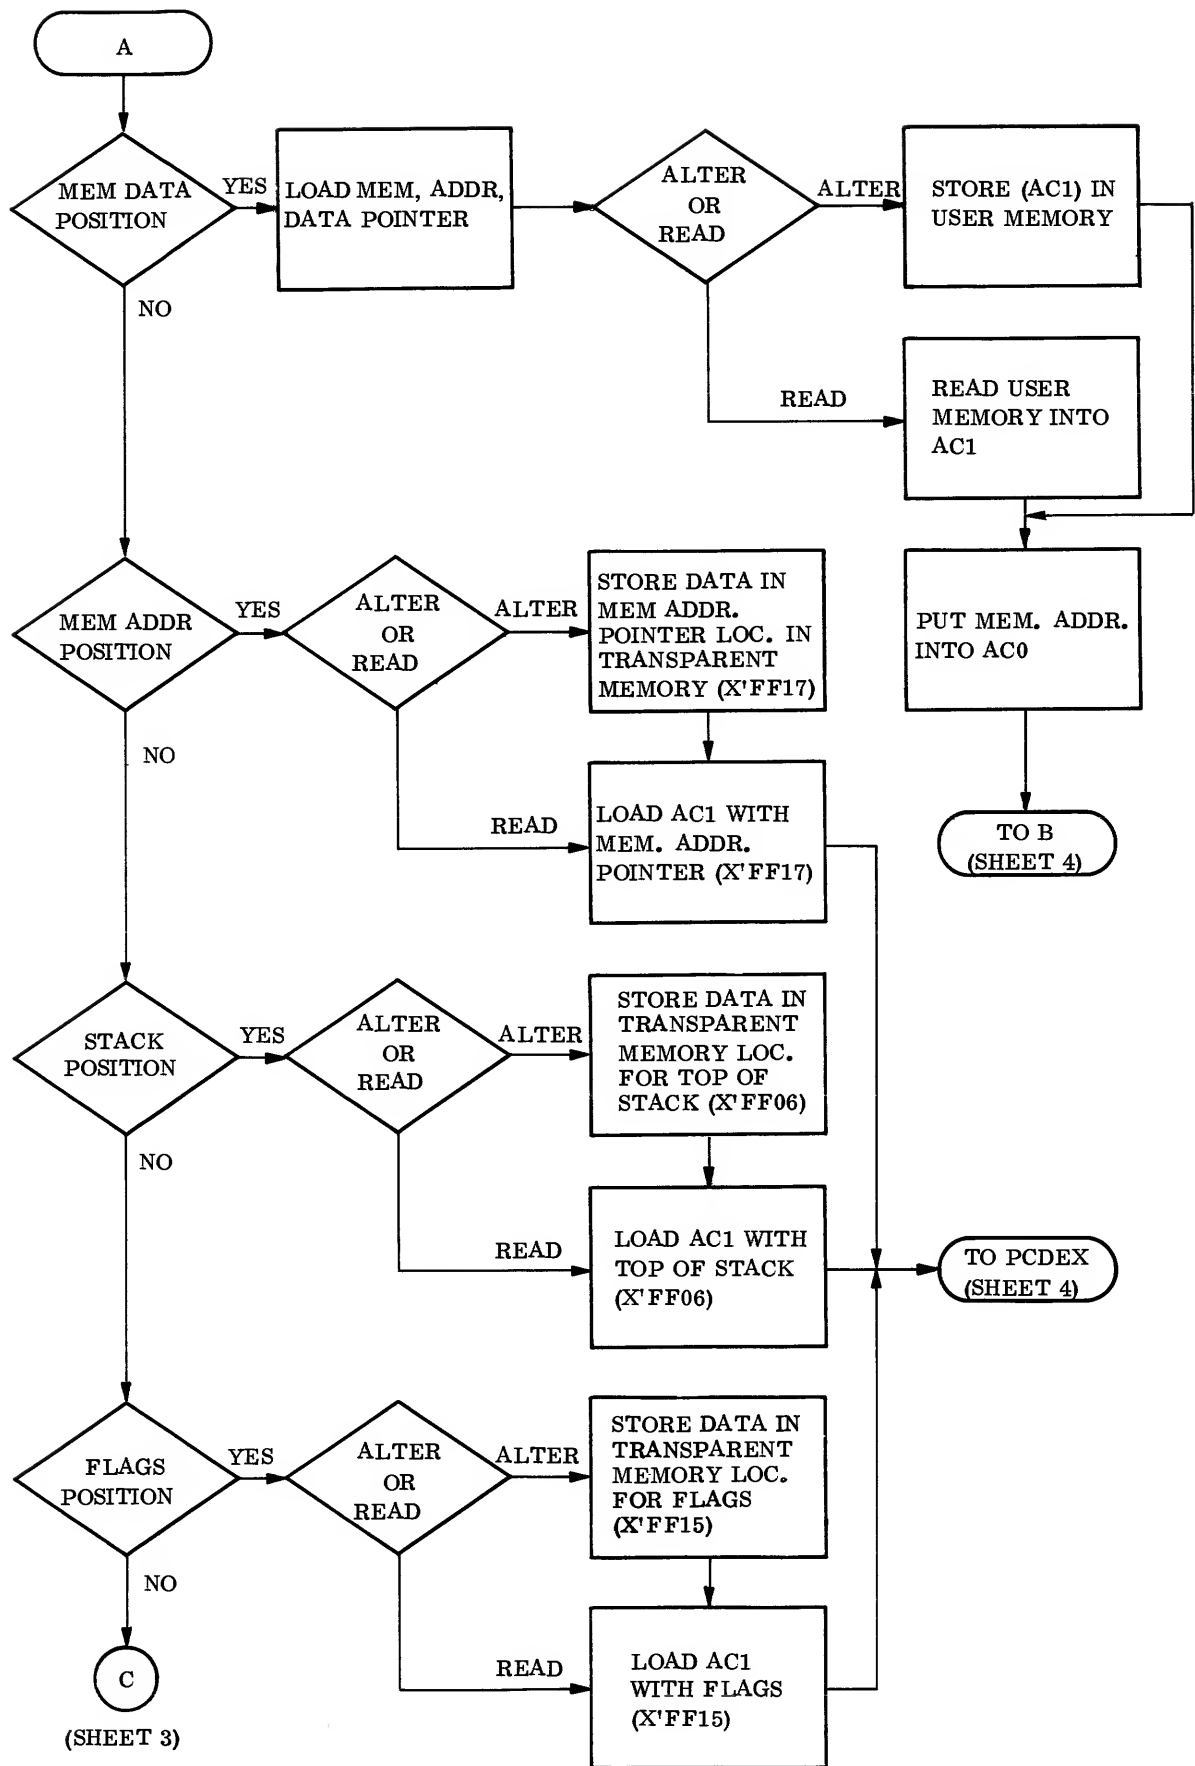 A
MEM DATA
POSITION
YES
LOAD MEM, ADDR,
DATA POINTER
ALTER
OR
READ
ALTER
STORE (AC1) IN
USER MEMORY
NO
READ
READ USER
MEMORY INTO
AC1
PUT MEM. ADDR.
INTO AC0
TO B
(SHEET 4)
MEM ADDR
POSITION
YES
ALTER
OR
READ
ALTER
STORE DATA IN
MEM ADDR.
POINTER LOC. IN
TRANSPARENT
MEMORY (X'FF17)
NO
READ
LOAD AC1 WITH
MEM. ADDR.
POINTER (X'FF17)
STACK
POSITION
YES
ALTER
OR
READ
ALTER
STORE DATA IN
TRANSPARENT
MEMORY LOC.
FOR TOP OF
STACK (X'FF06)
NO
READ
LOAD AC1 WITH
TOP OF STACK
(X'FF06)
TO PCDEX
(SHEET 4)
FLAGS
POSITION
YES
ALTER
OR
READ
ALTER
STORE DATA IN
TRANSPARENT
MEMORY LOC.
FOR FLAGS
(X'FF15)
NO
READ
LOAD AC1
WITH FLAGS
(X'FF15)
C
(SHEET 3)